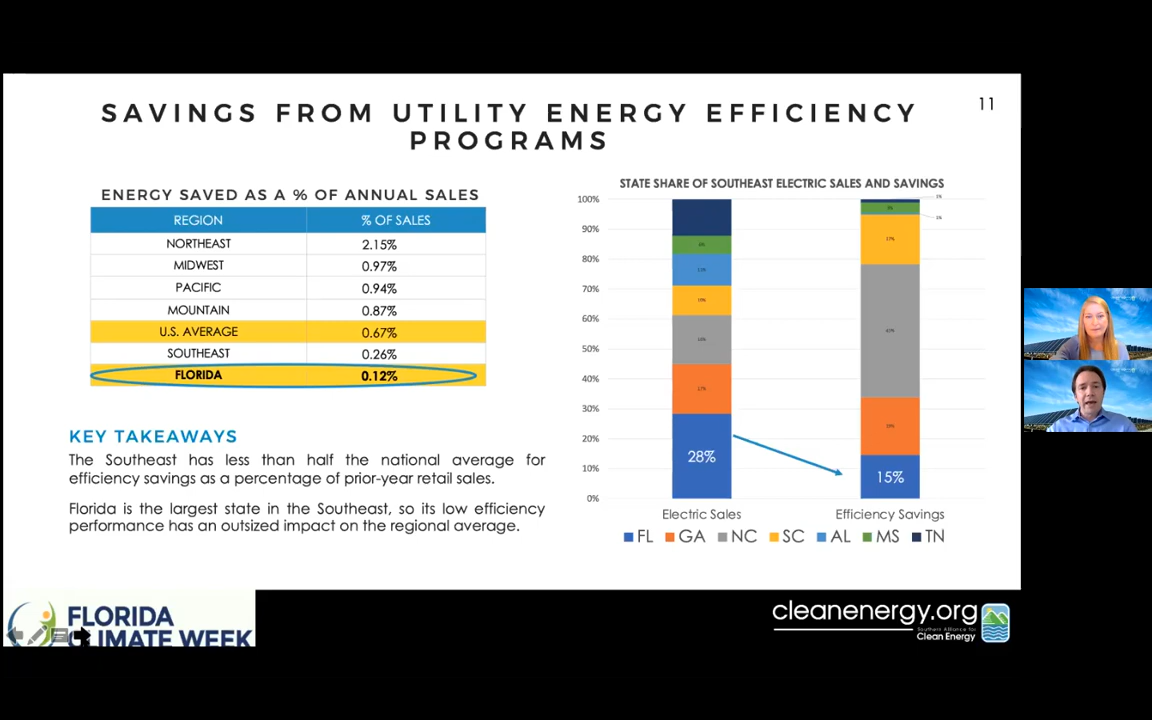 SAVINGS FROM UTILITY ENERGY EFFICIENCY
PROGRAMS
11
ENERGY SAVED AS A % OF ANNUAL SALES
REGION % OF SALES
NORTHEAST 2.15%
MIDWEST 0.97%
PACIFIC 0.94%
MOUNTAIN 0.87%
U.S. AVERAGE 0.67%
SOUTHEAST 0.26%
FLORIDA 0.12%
KEY TAKEAWAYS
The Southeast has less than half the national average for
efficiency savings as a percentage of prior-year retail sales.
Florida is the largest state in the Southeast, so its low efficiency
performance has an outsized impact on the regional average.
STATE SHARE OF SOUTHEAST ELECTRIC SALES AND SAVINGS
100%
90%
80%
70%
60%
50%
40%
30%
20%
10%
0%
28%
15%
Electric Sales Efficiency Savings
FL GA NC SC AL MS TN
FLORIDA
CLIMATE WEEK
cleanenergy.org
Southern Alliance for
Clean Energy